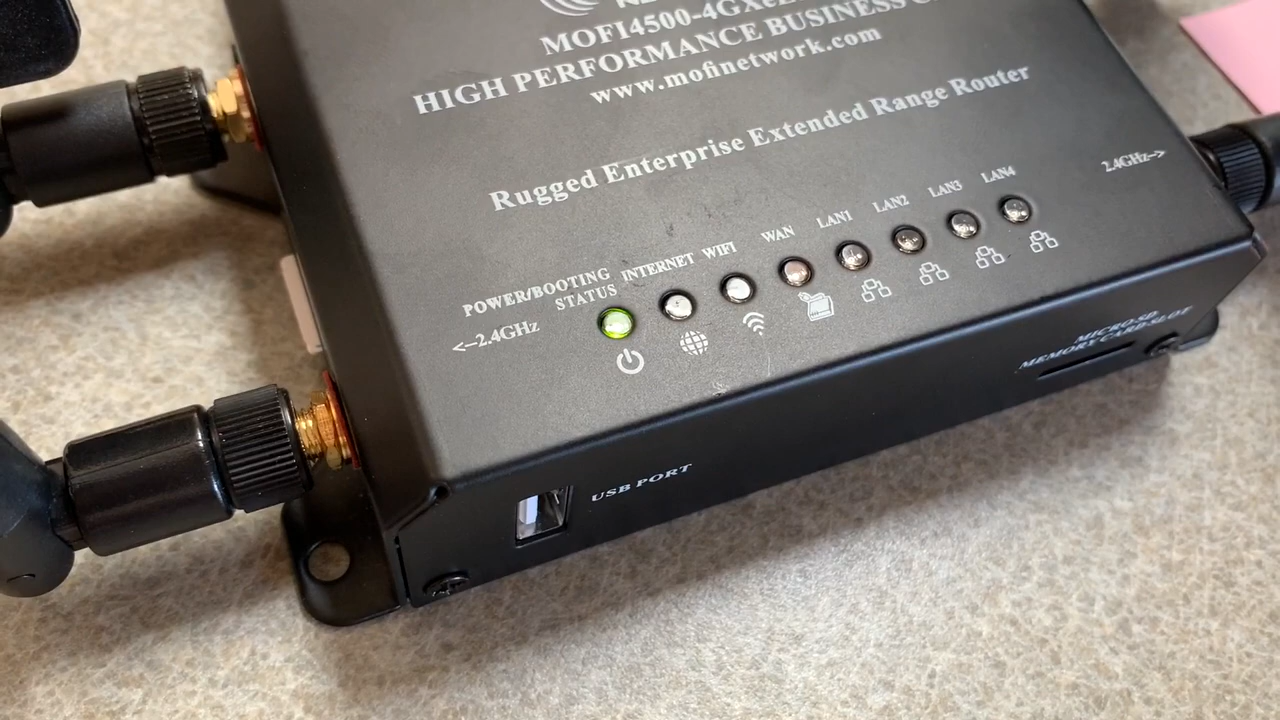 MOFI4500-4GXeL
HIGH PERFORMANCE BUSINESS
www.mofinetwork.com
Rugged Enterprise Extended Range Router
2.4GHz-->
POWER/BOOTING STATUS
INTERNET
WIFI
WAN
LAN1
LAN2
LAN3
LAN4
<--2.4GHz
MICRO SD
MEMORY CARD SLOT
USB PORT